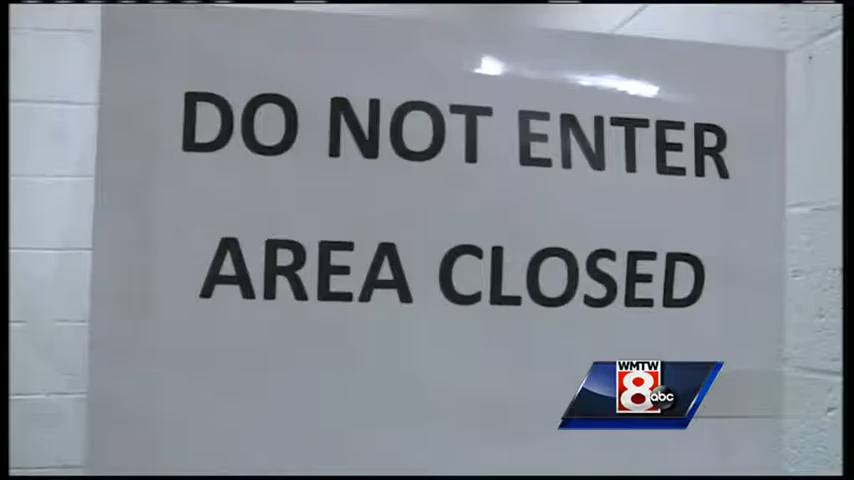 DO NOT ENTER
AREA CLOSED
WMTW
8
abc